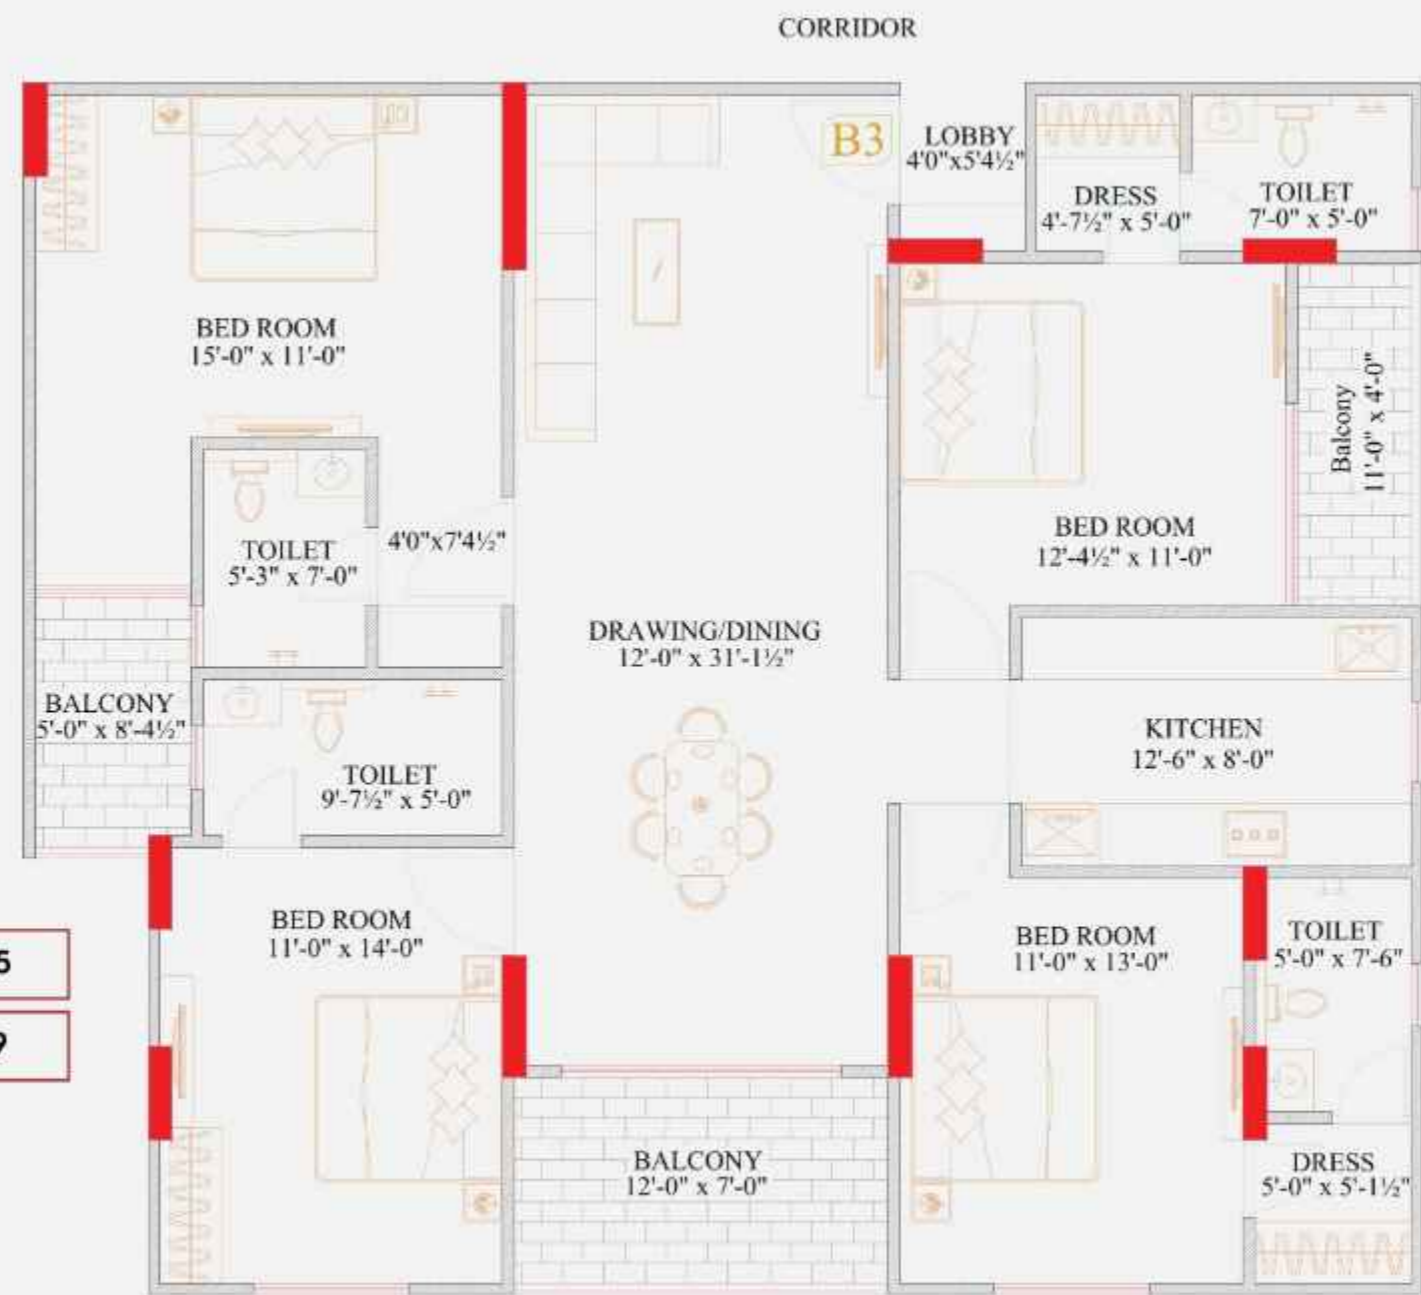 CORRIDOR
B3
LOBBY
4'0"x5'4½"
DRESS
4'-7½" x 5'-0"
TOILET
7'-0" x 5'-0"
BED ROOM
15'-0" x 11'-0"
Balcony
11'-0" x 4'-0"
BED ROOM
12'-4½" x 11'-0"
TOILET
5'-3" x 7'-0"
4'0"x7'4½"
DRAWING/DINING
12'-0" x 31'-1½"
BALCONY
5'-0" x 8'-4½"
KITCHEN
12'-6" x 8'-0"
TOILET
9'-7½" x 5'-0"
BED ROOM
11'-0" x 14'-0"
BED ROOM
11'-0" x 13'-0"
TOILET
5'-0" x 7'-6"
5
9
BALCONY
12'-0" x 7'-0"
DRESS
5'-0" x 5'-1½"